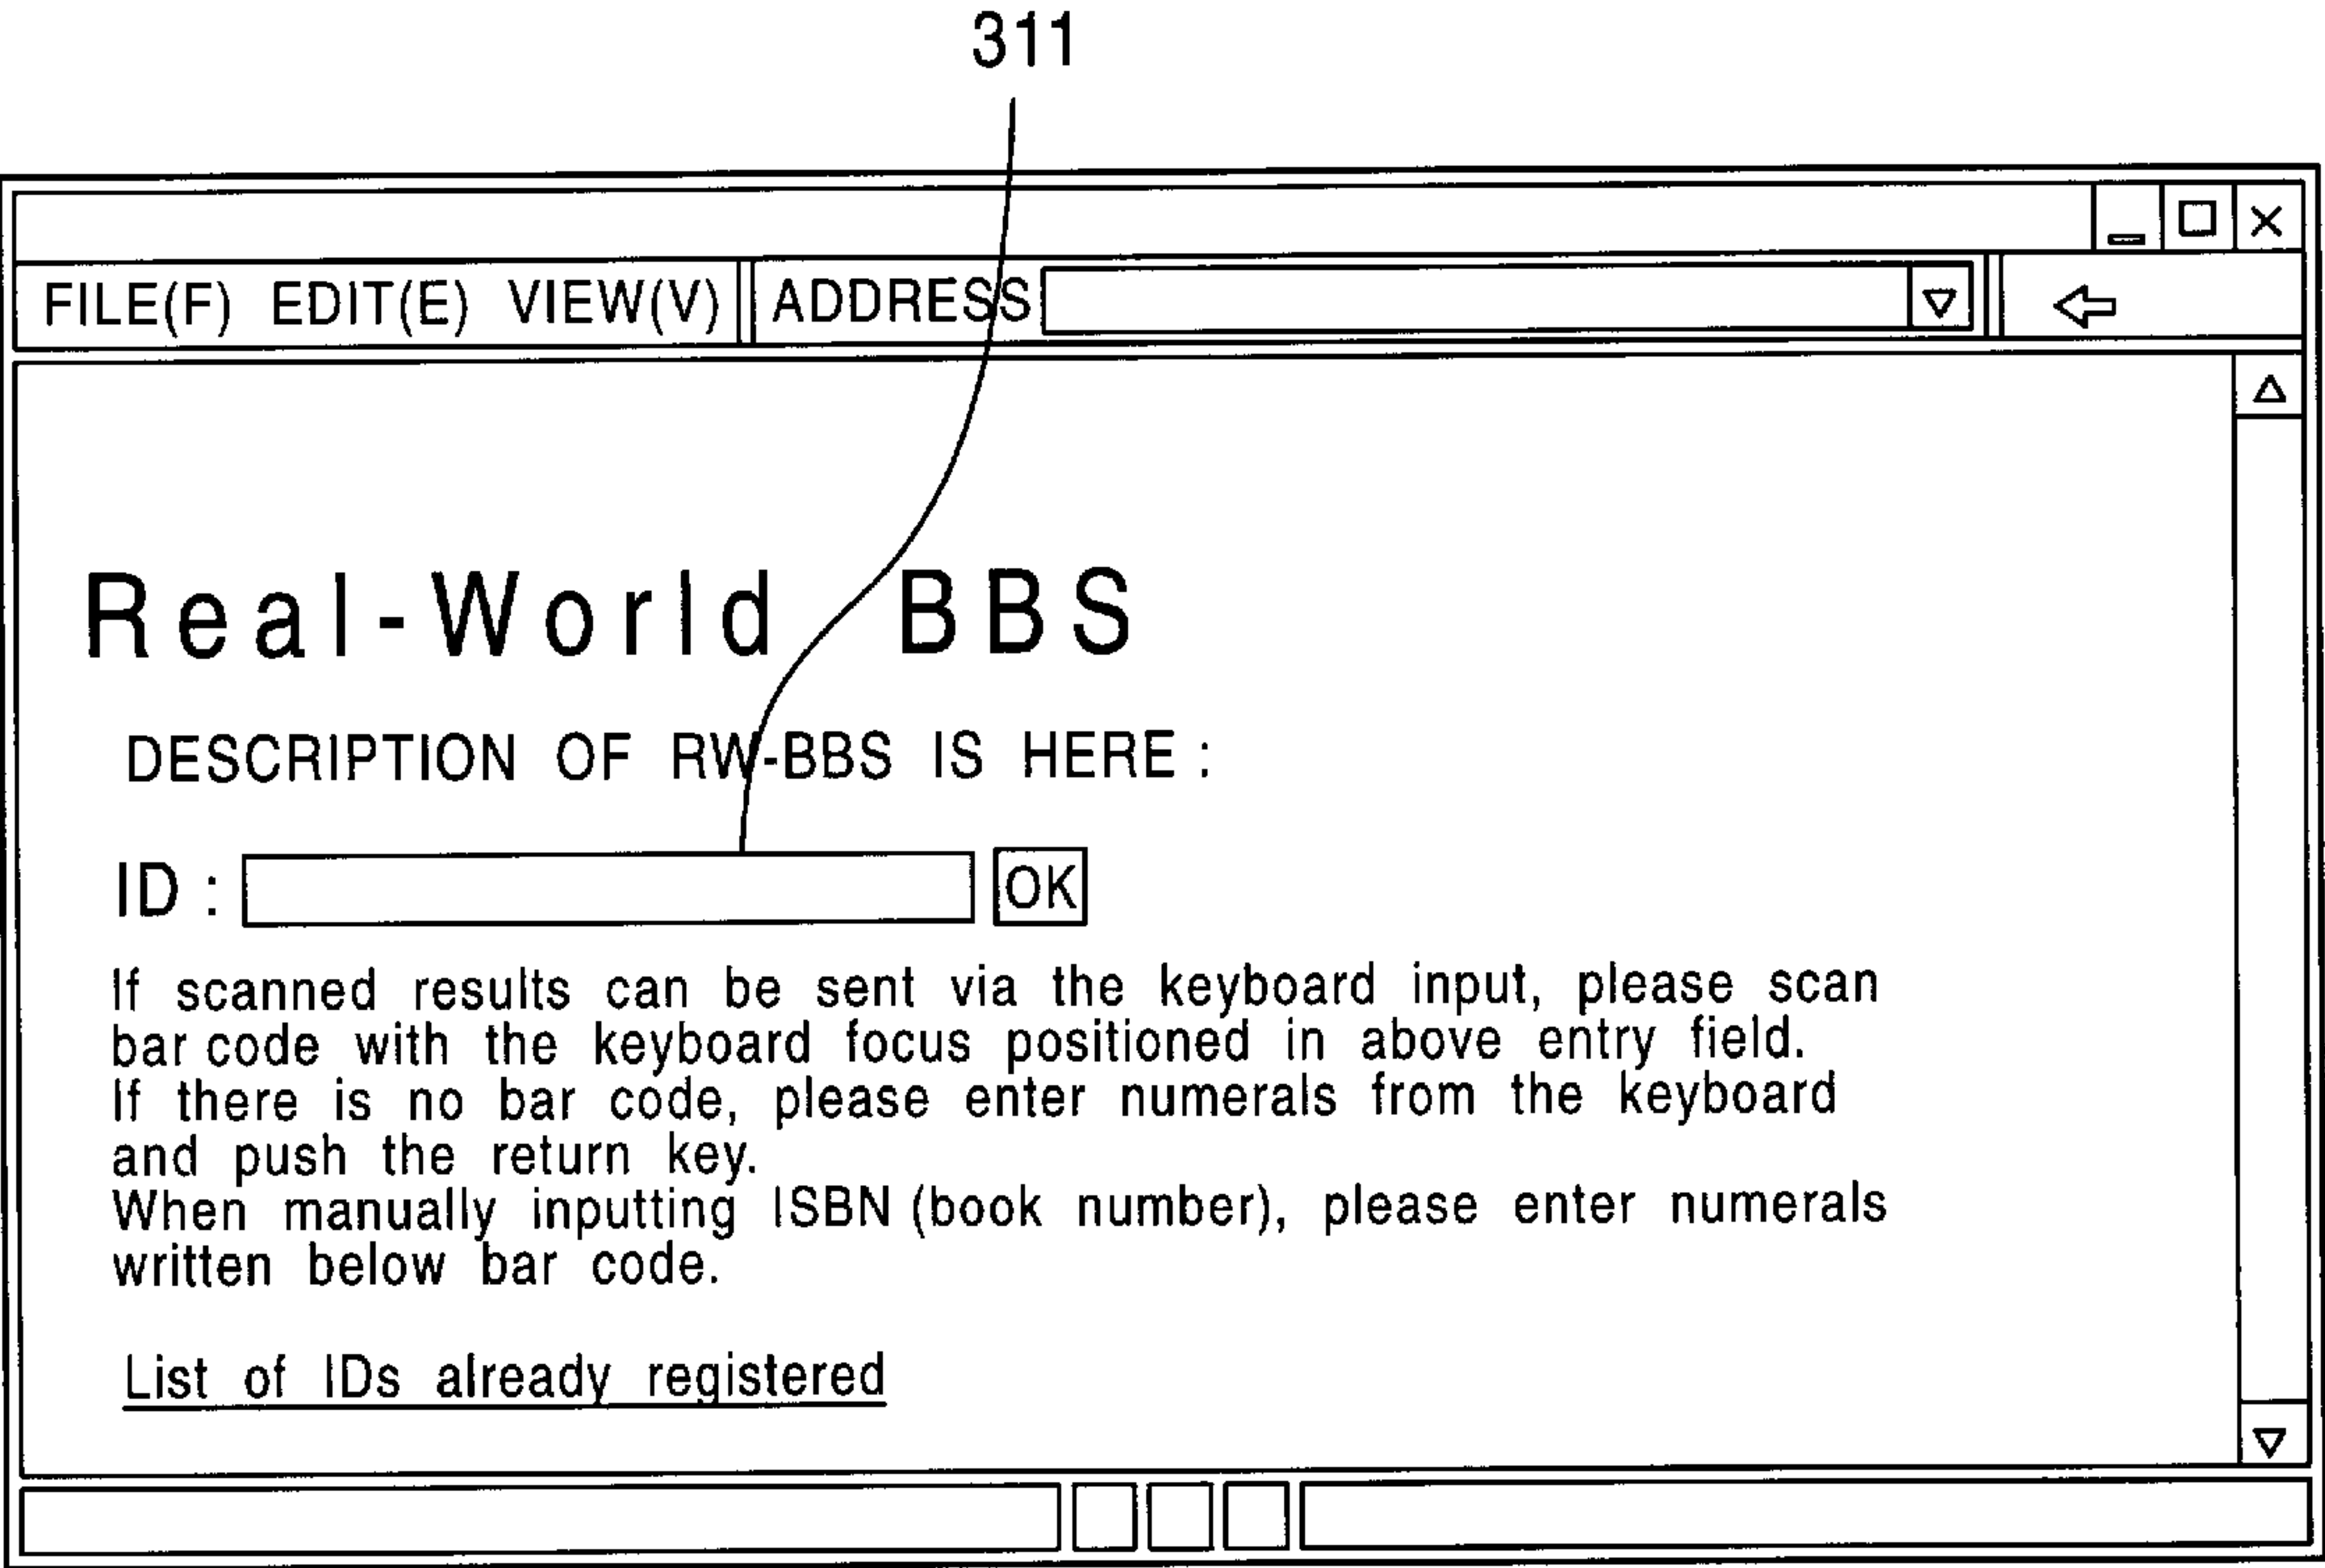 311
FILE(F) EDIT(E) VIEW(V) ADDRESS
Real-World BBS
DESCRIPTION OF RW-BBS IS HERE :
ID : OK
If scanned results can be sent via the keyboard input, please scan
bar code with the keyboard focus positioned in above entry field.
If there is no bar code, please enter numerals from the keyboard
and push the return key.
When manually inputting ISBN (book number), please enter numerals
written below bar code.
List of IDs already registered